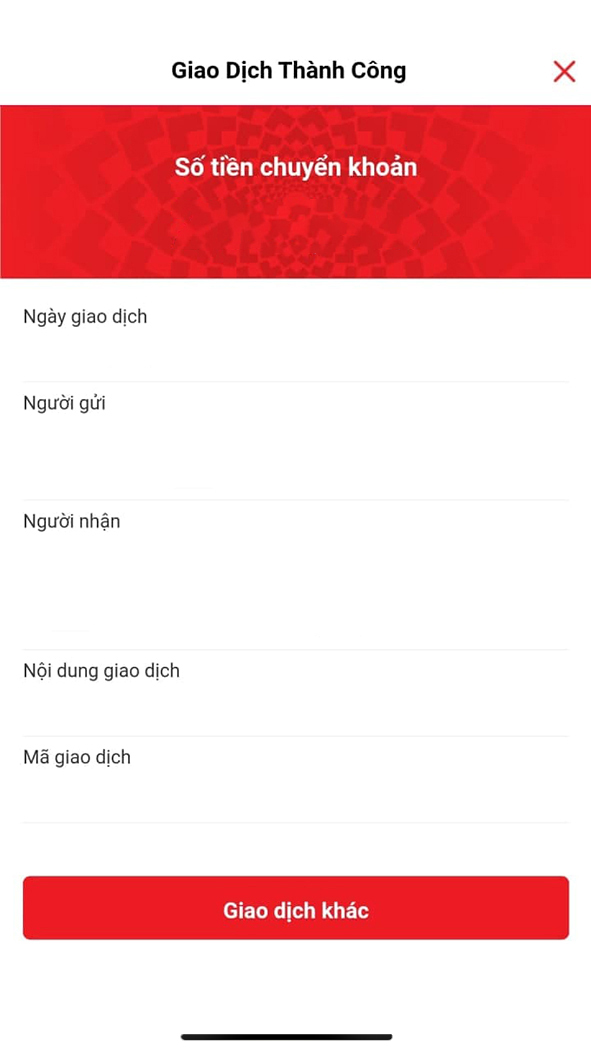 Giao Dịch Thành Công
Số tiền chuyển khoản
Ngày giao dịch
Người gửi
Người nhận
Nội dung giao dịch
Mã giao dịch
Giao dịch khác